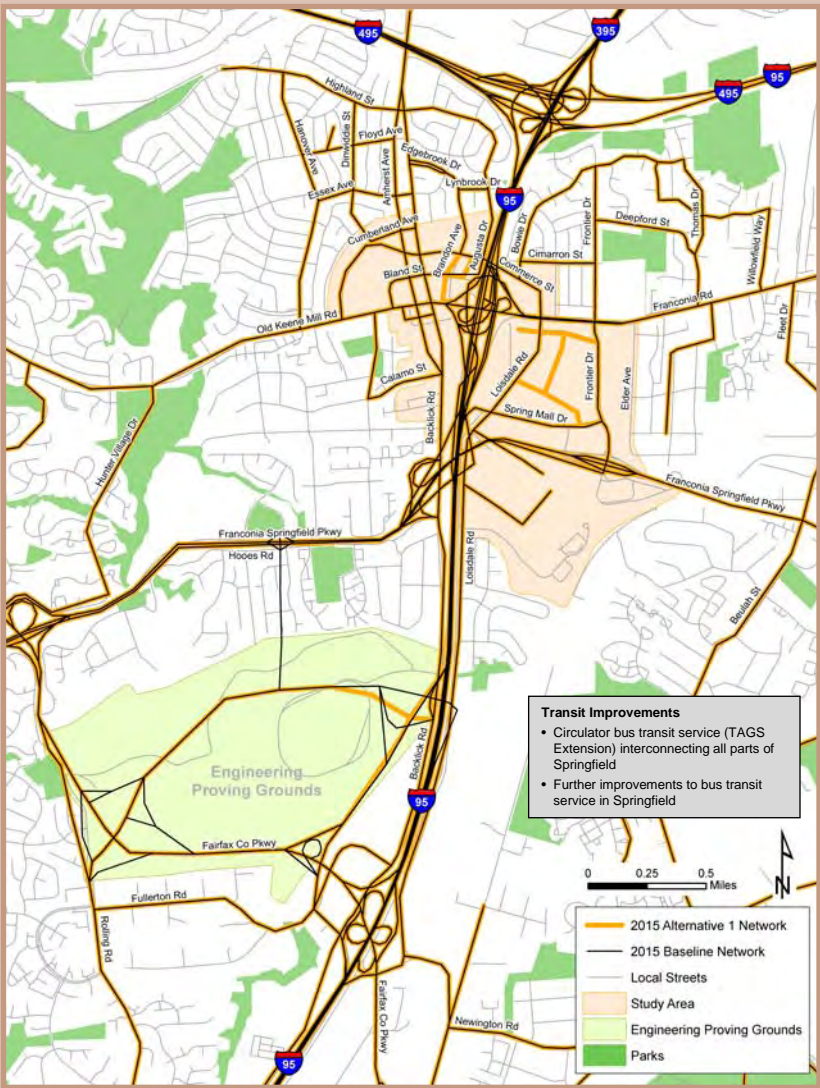 495
395
95
495
Highland St
Hanover Ave
Dinwiddie St
Floyd Ave
Amherst Ave
Edgebrook Dr
Essex Ave
Lynbrook Dr
95
Bowie Dr
Frontier Dr
Deepford St
Thomas Dr
Willowfield Way
Cumberland Ave
Brandon Ave
Augusta Dr
Cimarron St
Bland St
Commerce St
Franconia Rd
Fleet Dr
Old Keene Mill Rd
Calamo St
Loisdale Rd
Frontier Dr
Elder Ave
Backlick Rd
Spring Mall Dr
Hunter Village Dr
Franconia Springfield Pkwy
Franconia Springfield Pkwy
Hooes Rd
Loisdale Rd
Beulah St
Transit Improvements
• Circulator bus transit service (TAGS
Extension) interconnecting all parts of
Springfield
• Further improvements to bus transit
service in Springfield
Backlick Rd
Engineering
Proving Grounds
95
Fairfax Co Pkwy
N
0 0.25 0.5
Miles
Fullerton Rd
Rolling Rd
Fairfax Co Pkwy
Newington Rd
95
2015 Alternative 1 Network
2015 Baseline Network
Local Streets
Study Area
Engineering Proving Grounds
Parks